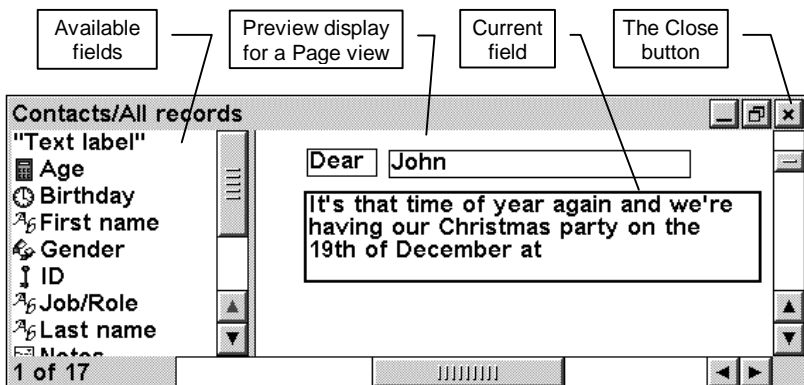 Available
fields
Preview display
for a Page view
Current
field
The Close
button
Contacts/All records
"Text label"
Age
Birthday
First name
Gender
ID
Job/Role
Last name
Notes
1 of 17
Dear John
It's that time of year again and we're
having our Christmas party on the
19th of December at